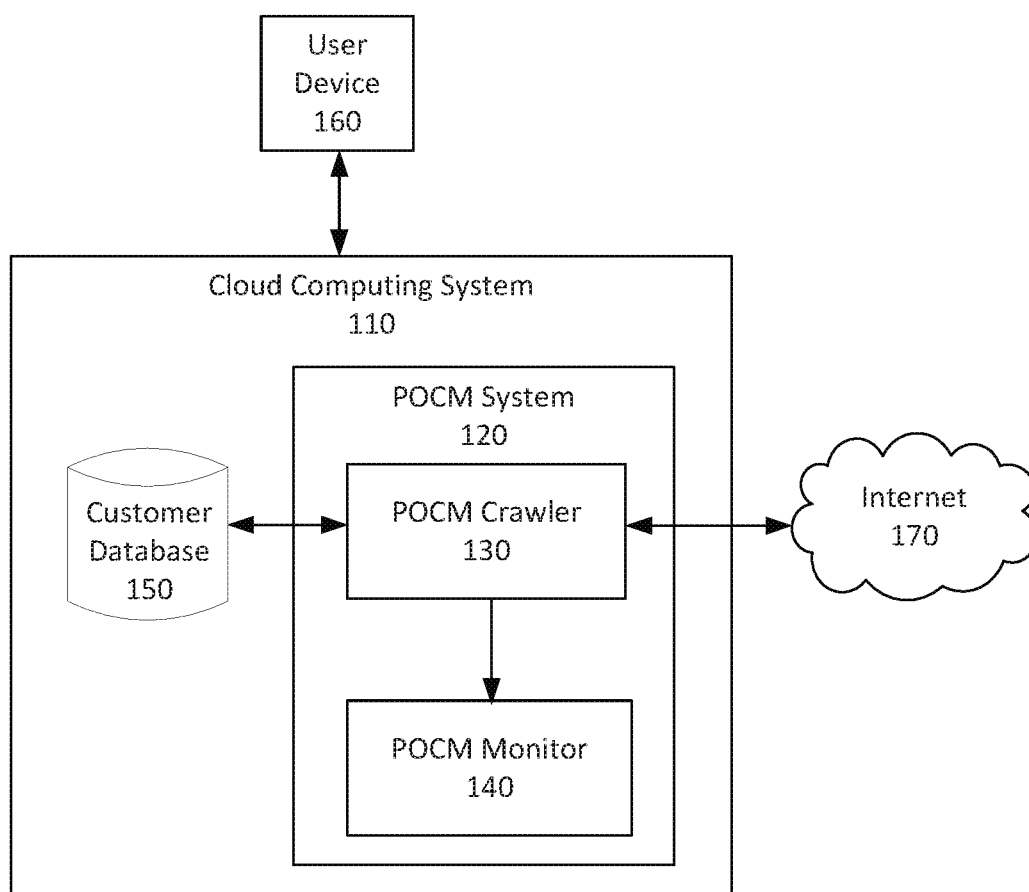 User
Device
160
Cloud Computing System
110
POCM System
120
Customer
Database
150
POCM Crawler
130
Internet
170
POCM Monitor
140